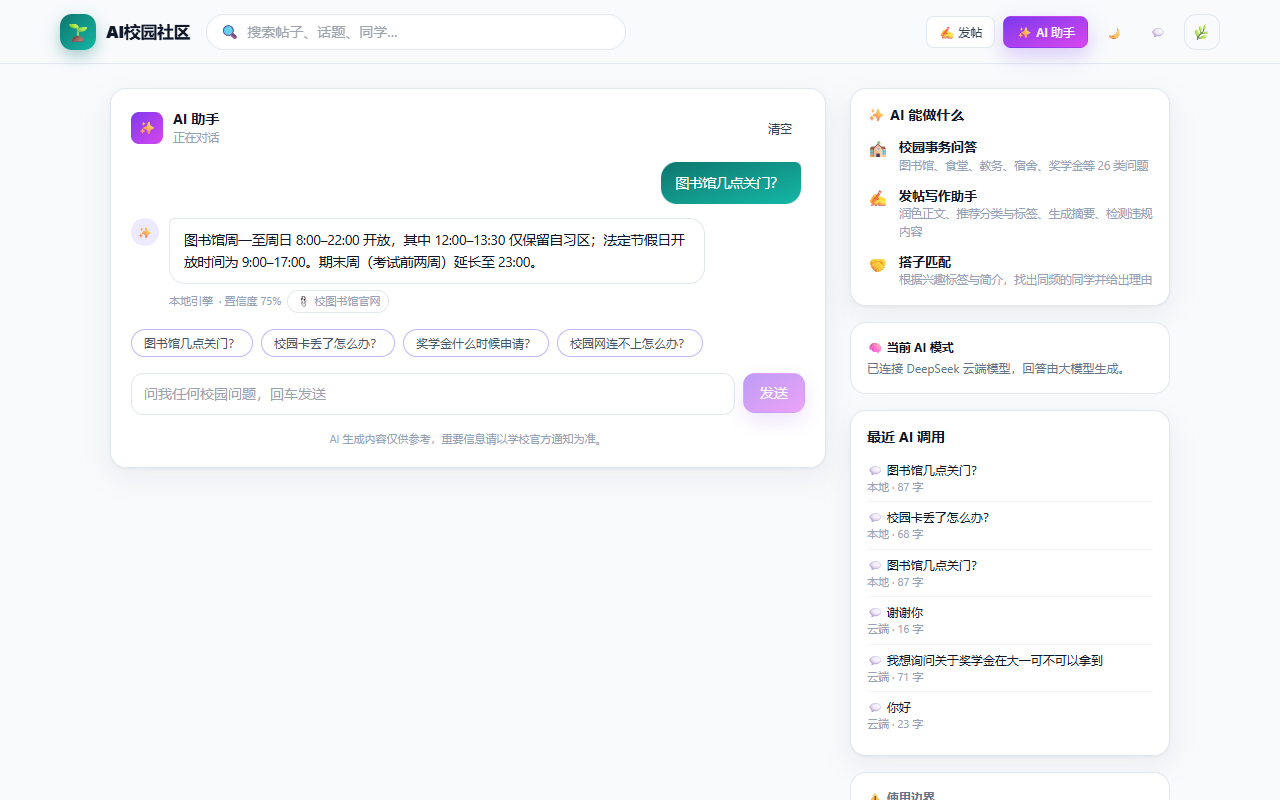 AI校园社区
搜索帖子、话题、同学...
发帖
AI 助手
AI 助手
正在对话
清空
图书馆几点关门？
图书馆周一至周日 8:00–22:00 开放，其中 12:00–13:30 仅保留自习区；法定节假日开
放时间为 9:00–17:00。期末周（考试前两周）延长至 23:00。
本地引擎 · 置信度 75%
校图书馆官网
图书馆几点关门？
校园卡丢了怎么办？
奖学金什么时候申请？
校园网连不上怎么办？
问我任何校园问题，回车发送
发送
AI 生成内容仅供参考，重要信息请以学校官方通知为准。
AI 能做什么
校园事务问答
图书馆、食堂、教务、宿舍、奖学金等 26 类问题
发帖写作助手
润色正文、推荐分类与标签、生成摘要、检测违规
内容
搭子匹配
根据兴趣标签与简介，找出同频的同学并给出理由
当前 AI 模式
已连接 DeepSeek 云端模型，回答由大模型生成。
最近 AI 调用
图书馆几点关门？
本地 · 87 字
校园卡丢了怎么办？
本地 · 68 字
图书馆几点关门？
本地 · 87 字
谢谢你
云端 · 16 字
我想询问关于奖学金在大一可不可以拿到
云端 · 71 字
你好
云端 · 23 字
使用边界